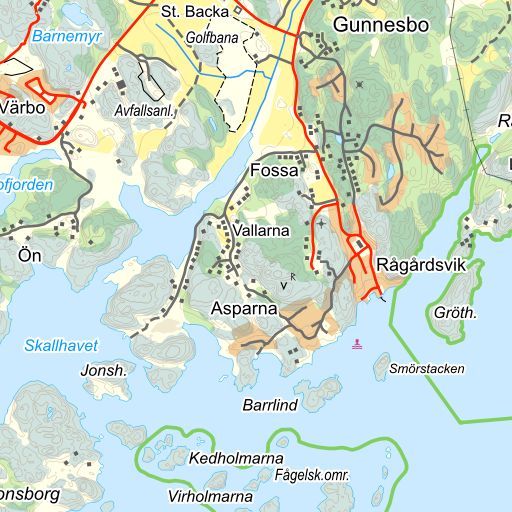 St. Backa
Gunnesbo
Barnemyr
Golfbana
Värbo
Avfallsanl.
Fossa
Vallarna
Ön
Rågårdsvik
Asparna
R
Gröth.
Skallhavet
Jonsh.
Smörstacken
Barrlind
Kedholmarna
Fågelsk.omr.
Virholmarna
onsborg
ofjorden